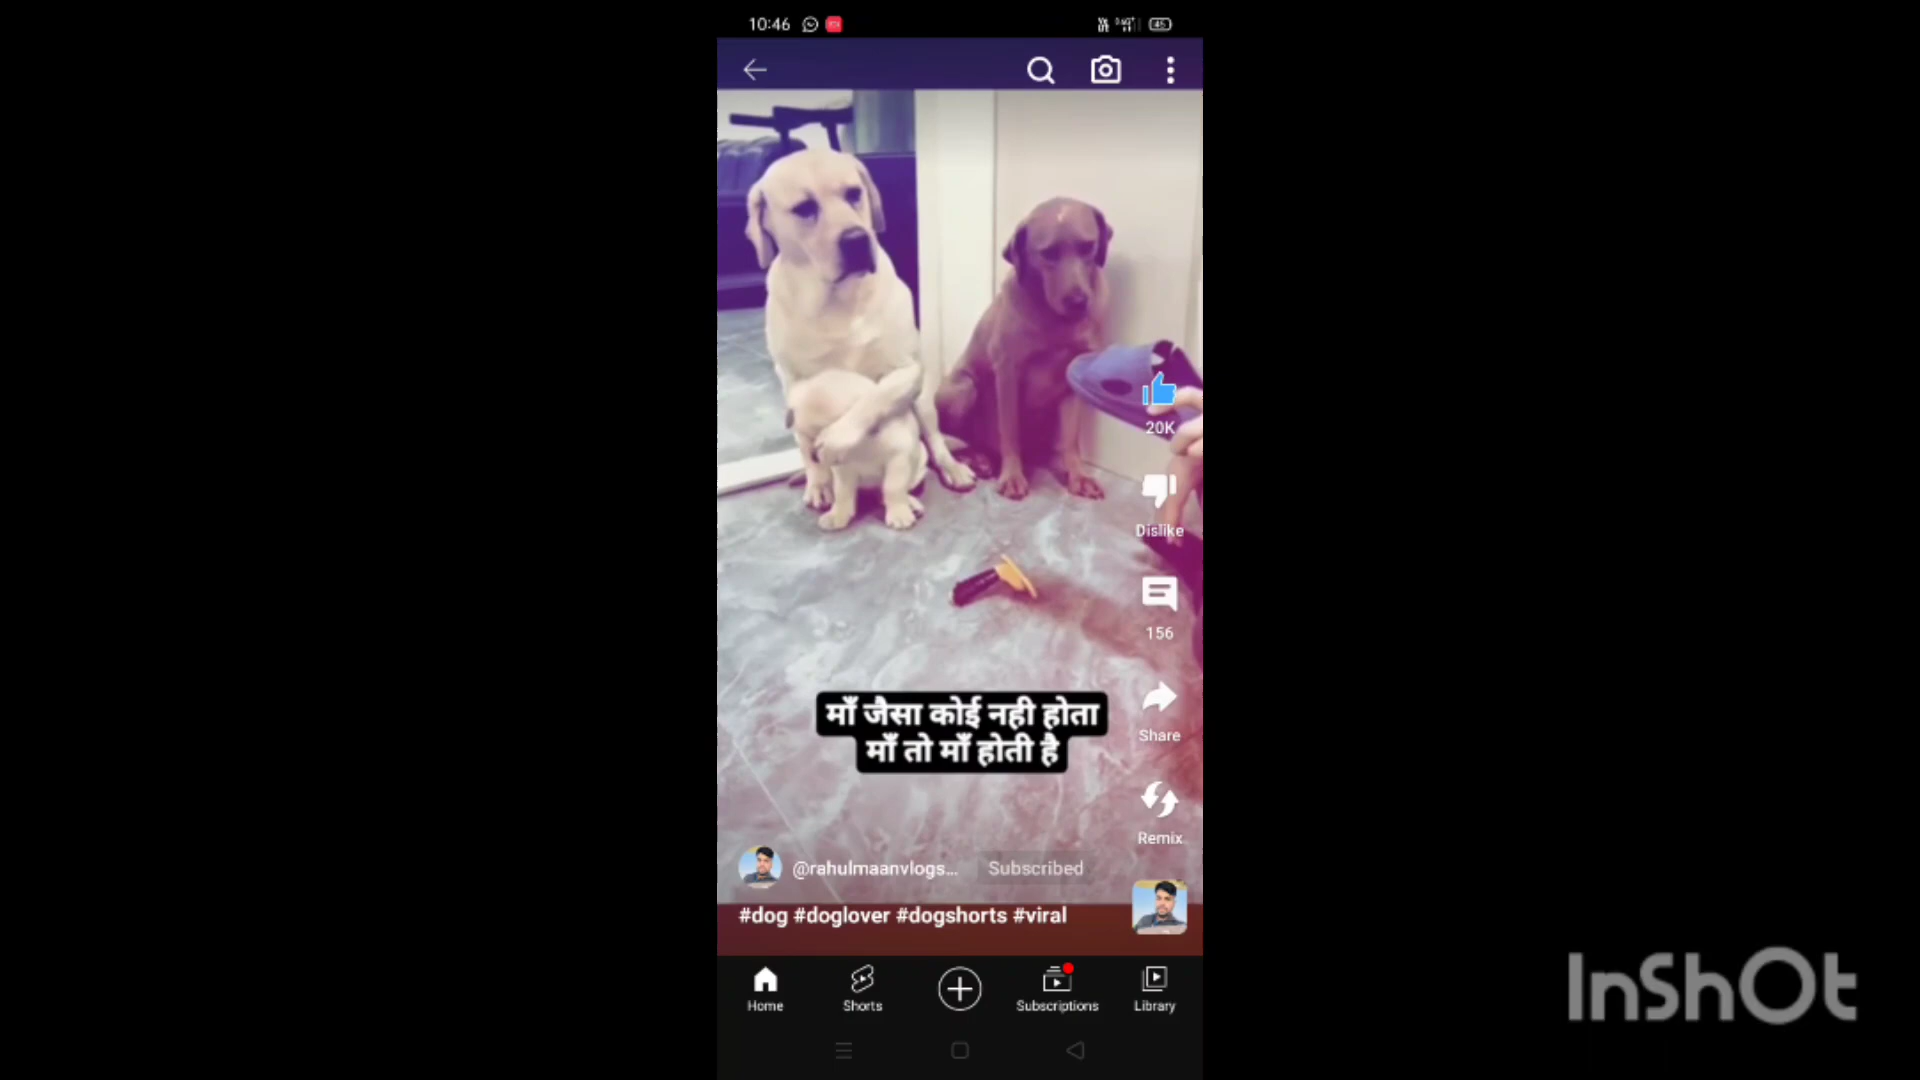 10:46
45
20K
Dislike
156
माँ जैसा कोई नही होता
माँ तो माँ होती है
Share
Remix
@rahulmaanvlogs... Subscribed
#dog #doglover #dogshorts #viral
Home Shorts Subscriptions Library
InShOt